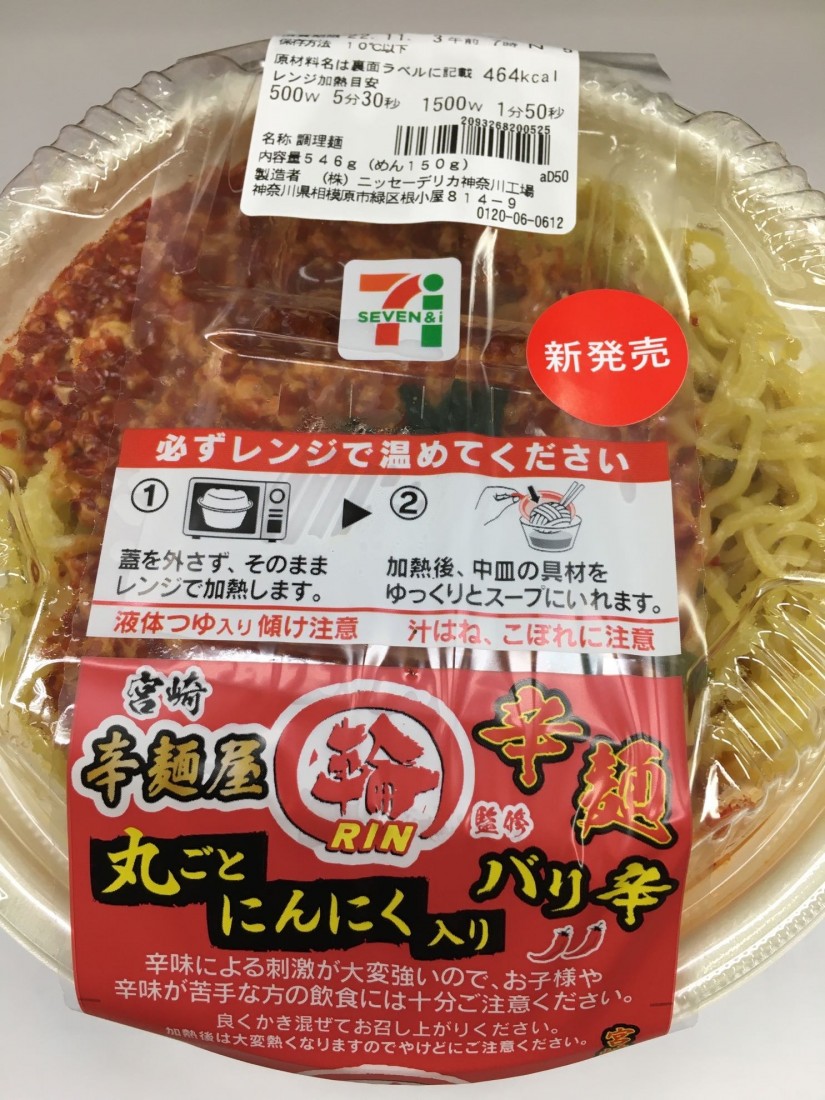 22.11. 3午前 7時
保存方法 10℃以下
原材料名は裏面ラベルに記載 464kcal
レンジ加熱目安
500W 5分30秒 1500W 1分50秒
2093268200525
名称 調理麺
内容量546g (めん150g)
aD50
製造者 (株)ニッセーデリカ神奈川工場
神奈川県相模原市緑区根小屋814-9
0120-06-0612
SEVEN&i
新発売
必ずレンジで温めてください
① ②
蓋を外さず、そのまま
レンジで加熱します。
加熱後、中皿の具材を
ゆっくりとスープにいれます。
液体つゆ入り傾け注意
汁はね、こぼれに注意
宮崎
辛麺屋
輪
RIN
監修
辛麺
バリ辛
丸ごと
にんにく入り
辛味による刺激が大変強いので、お子様や
辛味が苦手な方の飲食には十分ご注意ください。
良くかき混ぜてお召し上がりください。
加熱後は大変熱くなりますのでやけどにご注意ください。
宮